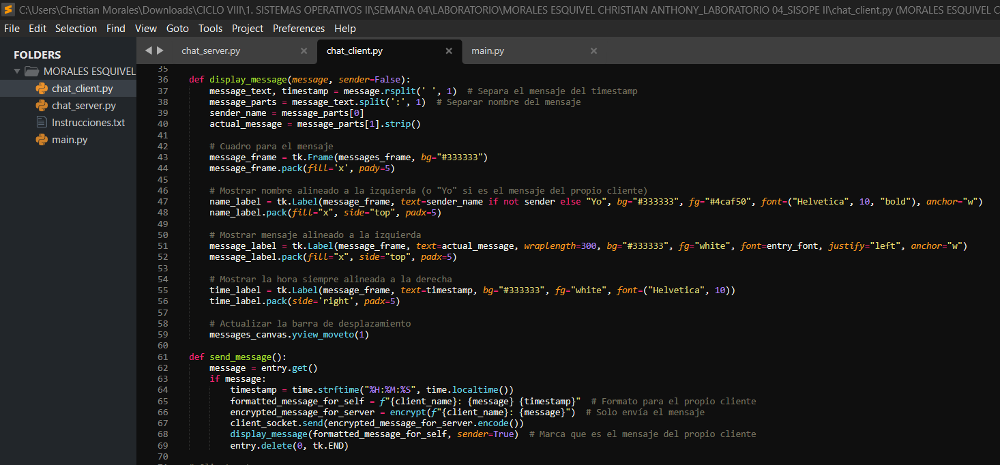 C:\Users\Christian Morales\Downloads\CICLO VIII\1. SISTEMAS OPERATIVOS II\SEMANA 04\LABORATORIO\MORALES ESQUIVEL CHRISTIAN ANTHONY_LABORATORIO 04_SISOPE II\chat_client.py (MORALES ESQUIVEL C
File Edit Selection Find View Goto Tools Project Preferences Help
FOLDERS
MORALES ESQUIVEL
chat_client.py
chat_server.py
Instrucciones.txt
main.py
chat_server.py × chat_client.py × main.py ×
35
36 def display_message(message, sender=False):
37 message_text, timestamp = message.rsplit(' ', 1) # Separa el mensaje del timestamp
38 message_parts = message_text.split(':', 1) # Separar nombre del mensaje
39 sender_name = message_parts[0]
40 actual_message = message_parts[1].strip()
41
42 # Cuadro para el mensaje
43 message_frame = tk.Frame(messages_frame, bg="#333333")
44 message_frame.pack(fill='x', pady=5)
45
46 # Mostrar nombre alineado a la izquierda (o "Yo" si es el mensaje del propio cliente)
47 name_label = tk.Label(message_frame, text=sender_name if not sender else "Yo", bg="#333333", fg="#4caf50", font=("Helvetica", 10, "bold"), anchor="w")
48 name_label.pack(fill="x", side="top", padx=5)
49
50 # Mostrar mensaje alineado a la izquierda
51 message_label = tk.Label(message_frame, text=actual_message, wraplength=300, bg="#333333", fg="white", font=entry_font, justify="left", anchor="w")
52 message_label.pack(fill="x", side="top", padx=5)
53
54 # Mostrar la hora siempre alineada a la derecha
55 time_label = tk.Label(message_frame, text=timestamp, bg="#333333", fg="white", font=("Helvetica", 10))
56 time_label.pack(side='right', padx=5)
57
58 # Actualizar la barra de desplazamiento
59 messages_canvas.yview_moveto(1)
60
61 def send_message():
62 message = entry.get()
63 if message:
64 timestamp = time.strftime("%H:%M:%S", time.localtime())
65 formatted_message_for_self = f"{client_name}: {message} {timestamp}" # Formato para el propio cliente
66 encrypted_message_for_server = encrypt(f"{client_name}: {message}") # Solo envía el mensaje
67 client_socket.send(encrypted_message_for_server.encode())
68 display_message(formatted_message_for_self, sender=True) # Marca que es el mensaje del propio cliente
69 entry.delete(0, tk.END)
70